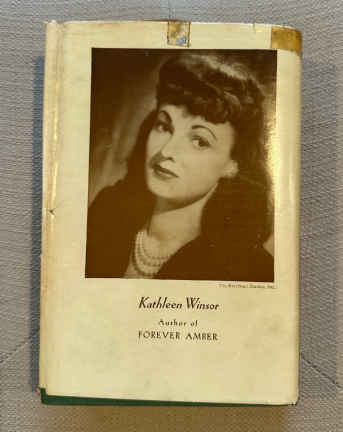 Kathleen Winsor
Author of
FOREVER AMBER